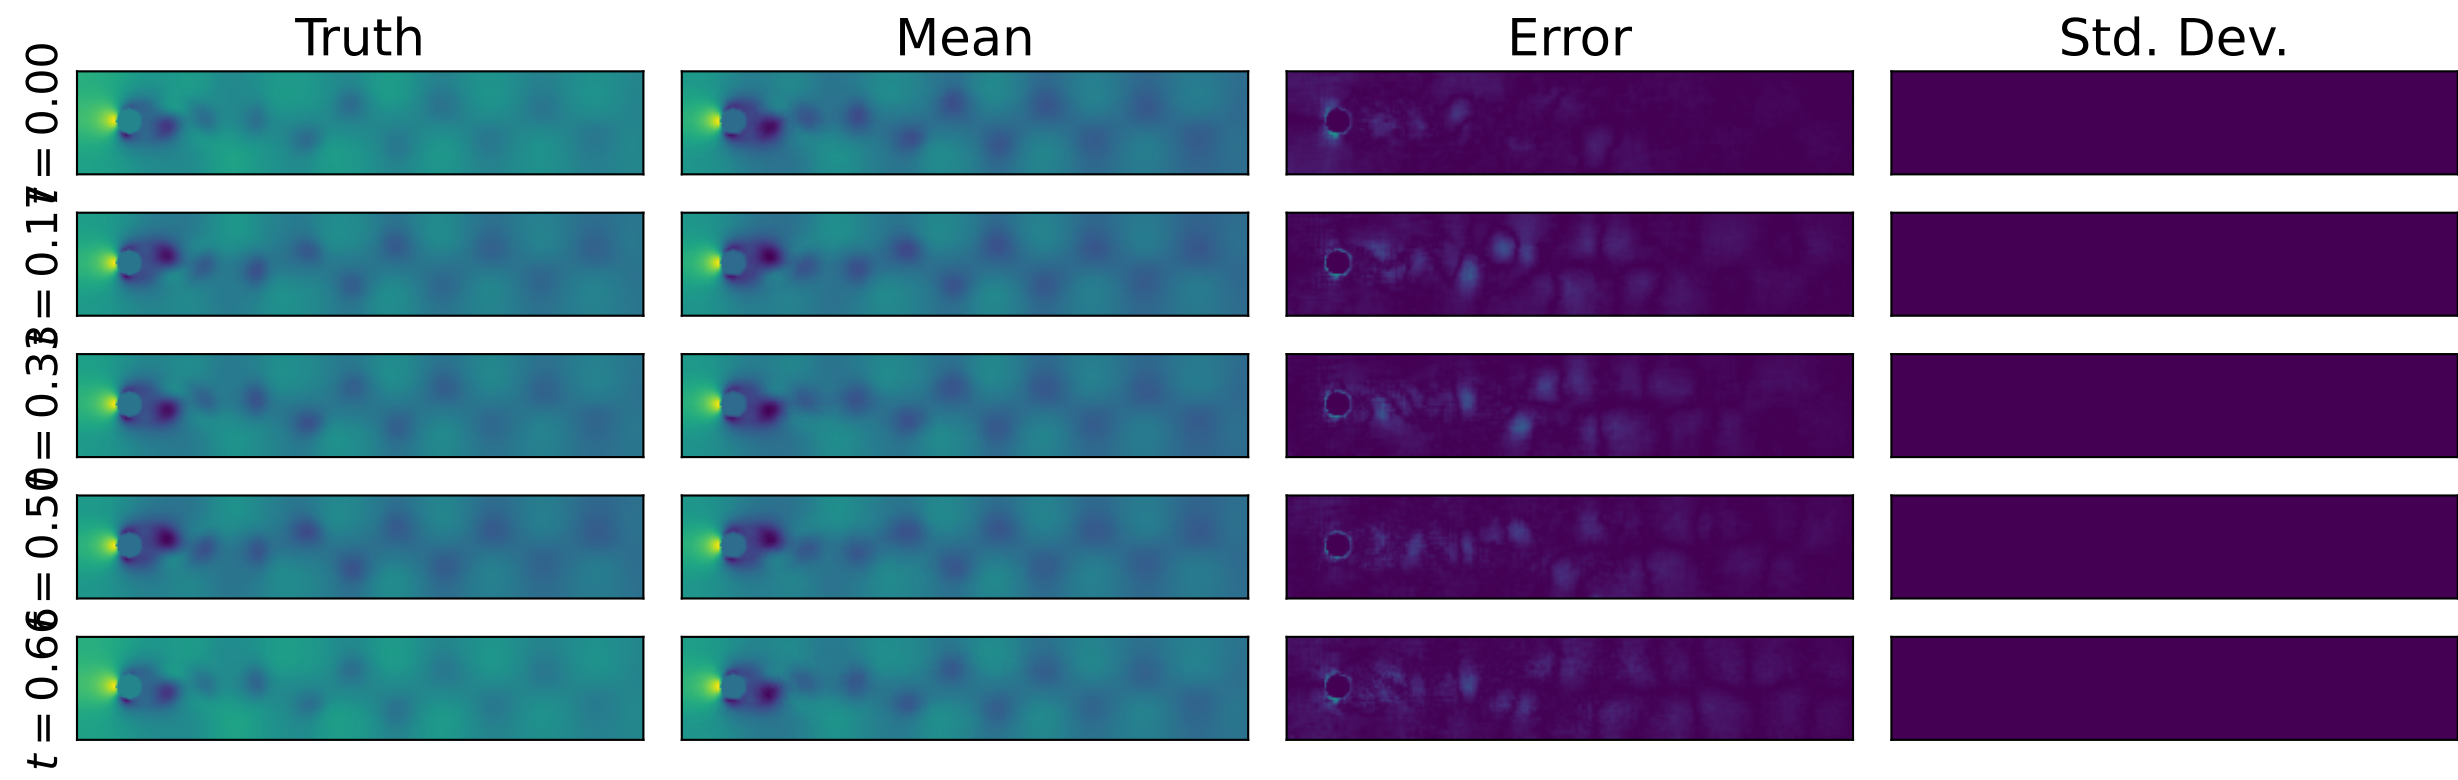 Truth Mean Error Std. Dev.
t = 0.00
t = 0.17
t = 0.33
t = 0.50
t = 0.66